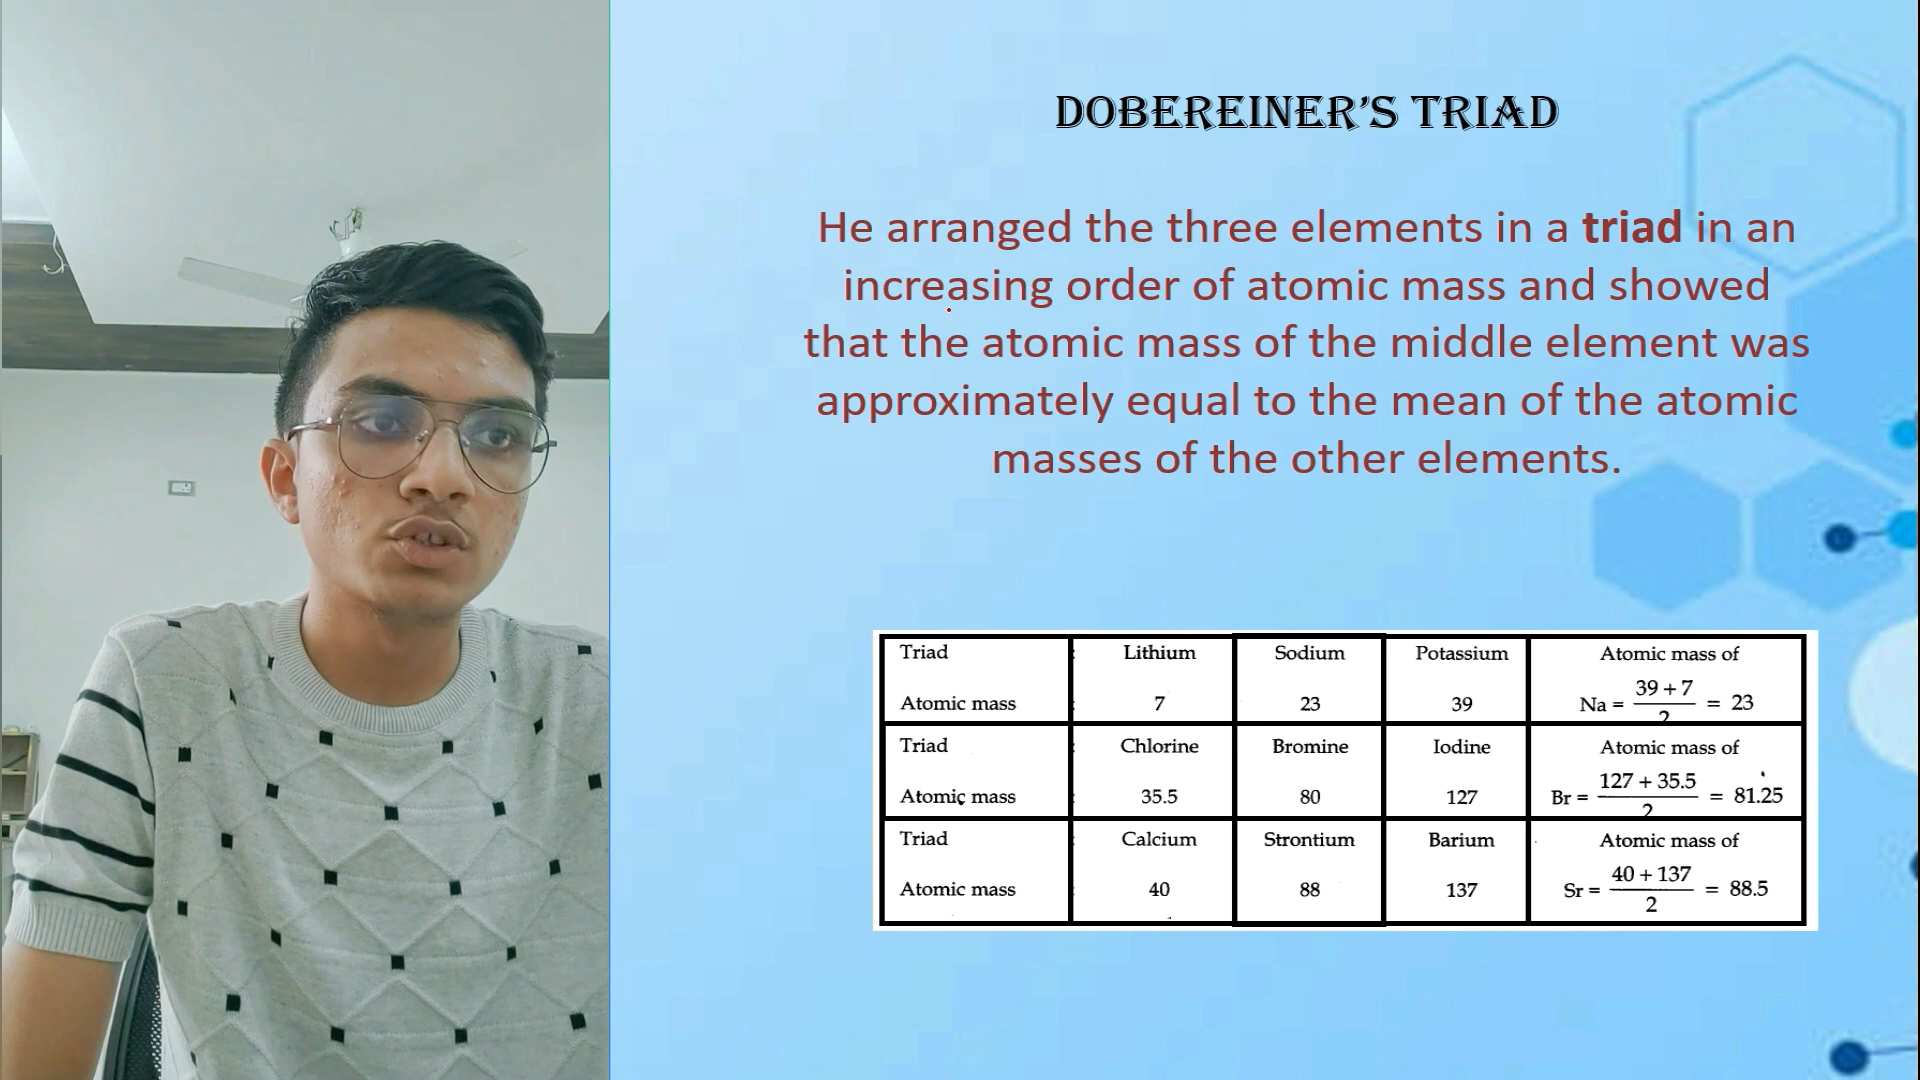 DOBEREINER'S TRIAD
He arranged the three elements in a triad in an
increasing order of atomic mass and showed
that the atomic mass of the middle element was
approximately equal to the mean of the atomic
masses of the other elements.
Triad : Lithium Sodium Potassium Atomic mass of
Atomic mass : 7 23 39 Na = 39 + 7 / 2 = 23
Triad : Chlorine Bromine Iodine Atomic mass of
Atomic mass : 35.5 80 127 Br = 127 + 35.5 / 2 = 81.25
Triad : Calcium Strontium Barium Atomic mass of
Atomic mass : 40 88 137 Sr = 40 + 137 / 2 = 88.5